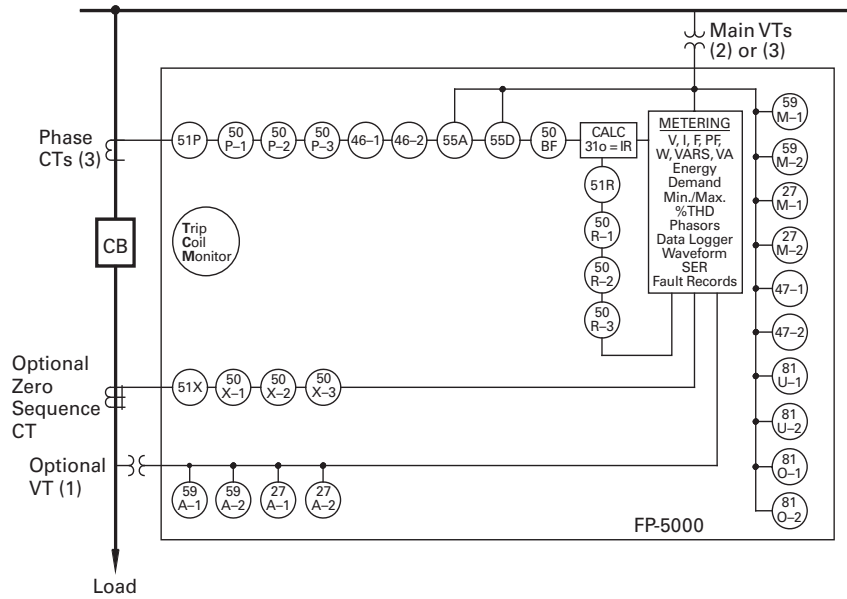 Main VTs
(2) or (3)
Phase
CTs (3)
51P
50
P–1
50
P–2
50
P–3
46–1
46–2
55A
55D
50
BF
CALC
31o = IR
METERING
V, I, F, PF,
W, VARS, VA
Energy
Demand
Min./Max.
%THD
Phasors
Data Logger
Waveform
SER
Fault Records
59
M–1
59
M–2
27
M–1
27
M–2
47–1
47–2
81
U–1
81
U–2
81
O–1
81
O–2
51R
50
R–1
50
R–2
50
R–3
CB
Trip
Coil
Monitor
Optional
Zero
Sequence
CT
51X
50
X–1
50
X–2
50
X–3
Optional
VT (1)
59
A–1
59
A–2
27
A–1
27
A–2
FP-5000
Load